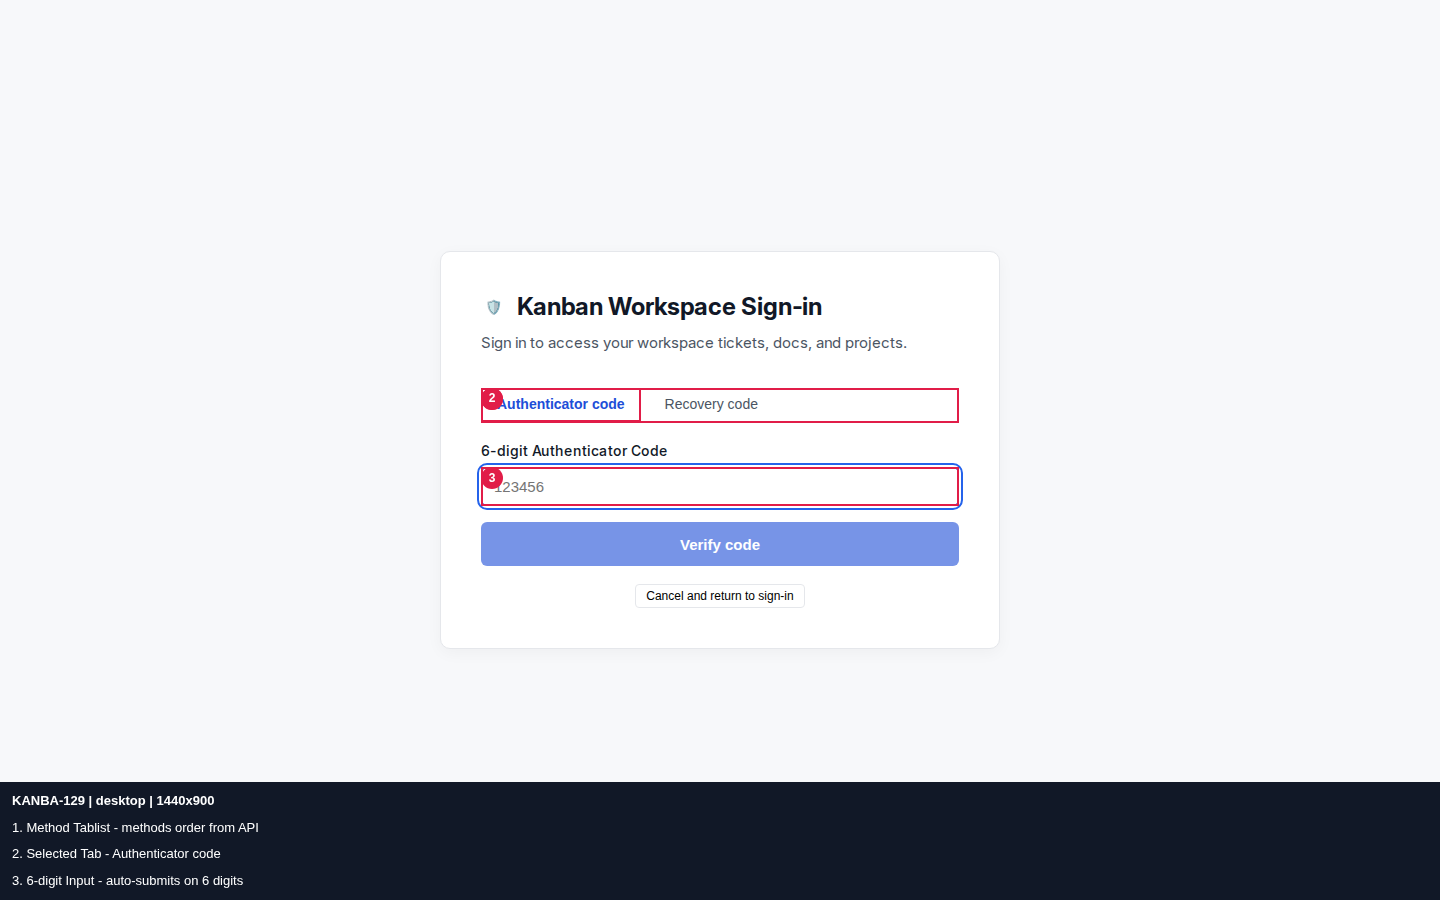 Kanban Workspace Sign-in
Sign in to access your workspace tickets, docs, and projects.
2
Authenticator code
Recovery code
6-digit Authenticator Code
3
123456
Verify code
Cancel and return to sign-in
KANBA-129 | desktop | 1440x900
1. Method Tablist - methods order from API
2. Selected Tab - Authenticator code
3. 6-digit Input - auto-submits on 6 digits